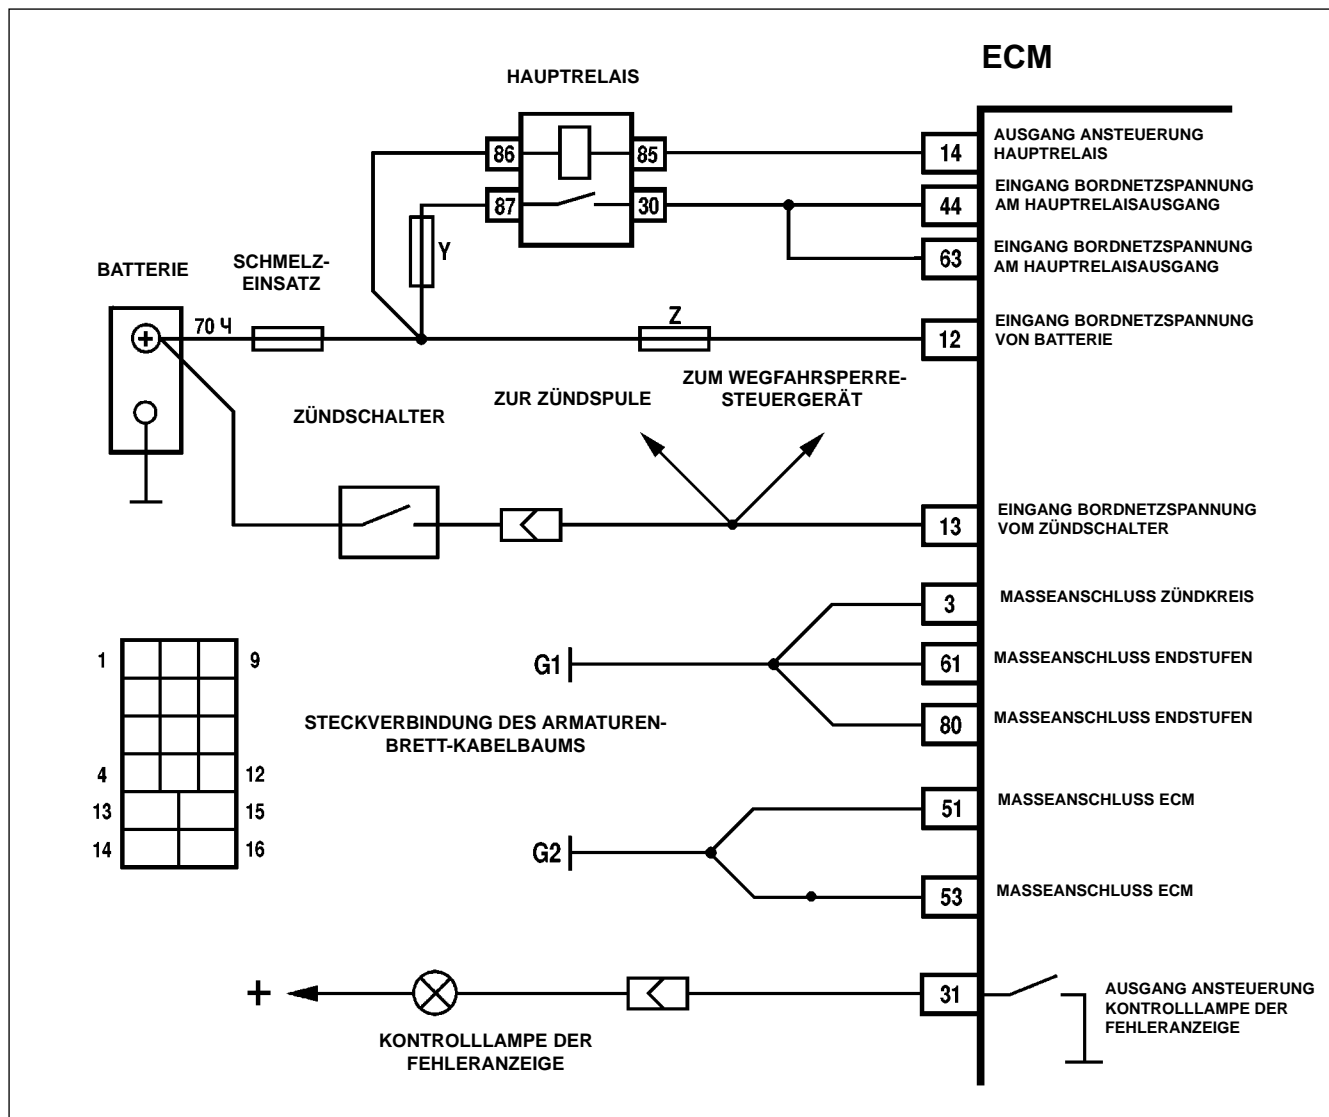 ECM
HAUPTRELAIS
86
85
14
AUSGANG ANSTEUERUNG
HAUPTRELAIS
87
30
44
EINGANG BORDNETZSPANNUNG
AM HAUPTRELAISAUSGANG
Y
63
EINGANG BORDNETZSPANNUNG
AM HAUPTRELAISAUSGANG
BATTERIE
SCHMELZ-
EINSATZ
+
70 Ч
Z
12
EINGANG BORDNETZSPANNUNG
VON BATTERIE
ZÜNDSCHALTER
ZUR ZÜNDSPULE
ZUM WEGFAHRSPERRE-
STEUERGERÄT
13
EINGANG BORDNETZSPANNUNG
VOM ZÜNDSCHALTER
3
MASSEANSCHLUSS ZÜNDKREIS
G1
61
MASSEANSCHLUSS ENDSTUFEN
80
MASSEANSCHLUSS ENDSTUFEN
1
9
4
12
13
15
14
16
STECKVERBINDUNG DES ARMATUREN-
BRETT-KABELBAUMS
51
MASSEANSCHLUSS ECM
G2
53
MASSEANSCHLUSS ECM
+
KONTROLLLAMPE DER
FEHLERANZEIGE
31
AUSGANG ANSTEUERUNG
KONTROLLLAMPE DER
FEHLERANZEIGE